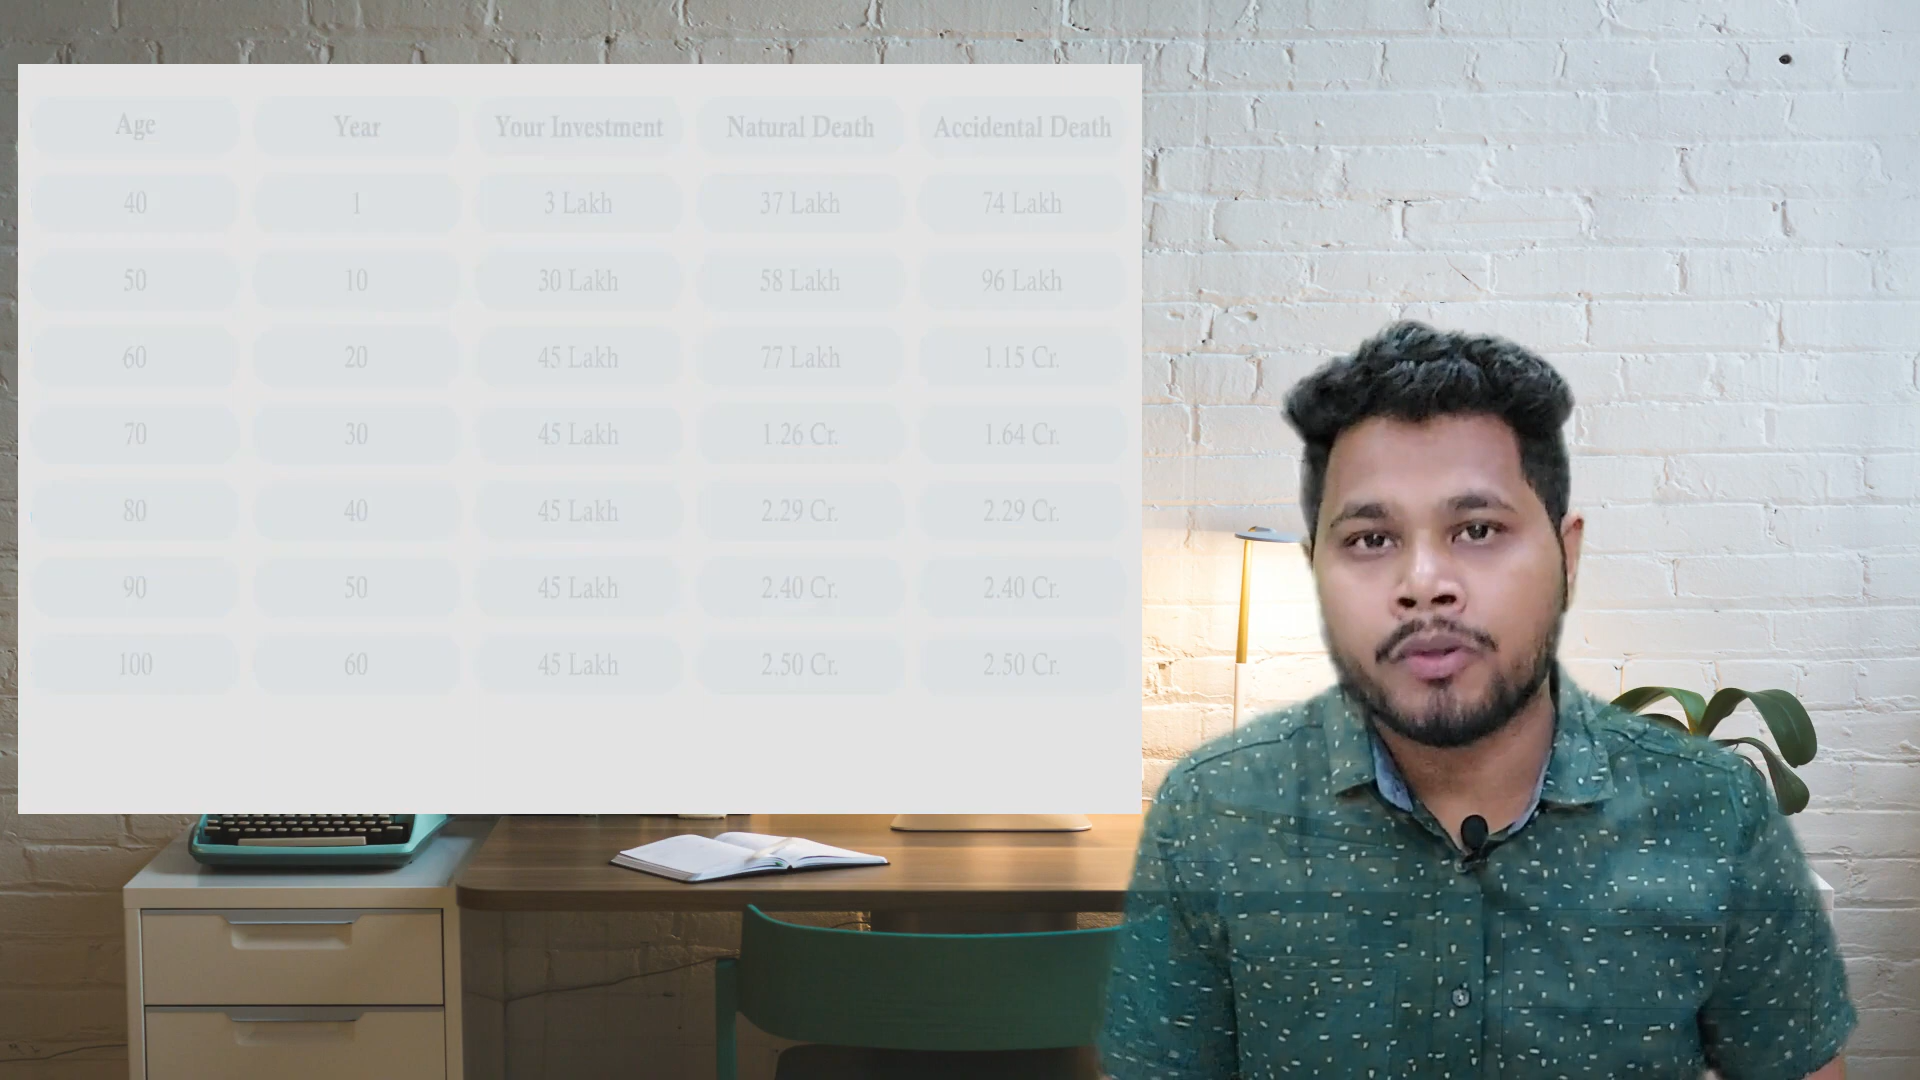 Age Year Your Investment Natural Death Accidental Death
40 1 3 Lakh 37 Lakh 74 Lakh
50 10 30 Lakh 58 Lakh 96 Lakh
60 20 45 Lakh 77 Lakh 1.15 Cr.
70 30 45 Lakh 1.26 Cr. 1.64 Cr.
80 40 45 Lakh 2.29 Cr. 2.29 Cr.
90 50 45 Lakh 2.40 Cr. 2.40 Cr.
100 60 45 Lakh 2.50 Cr. 2.50 Cr.